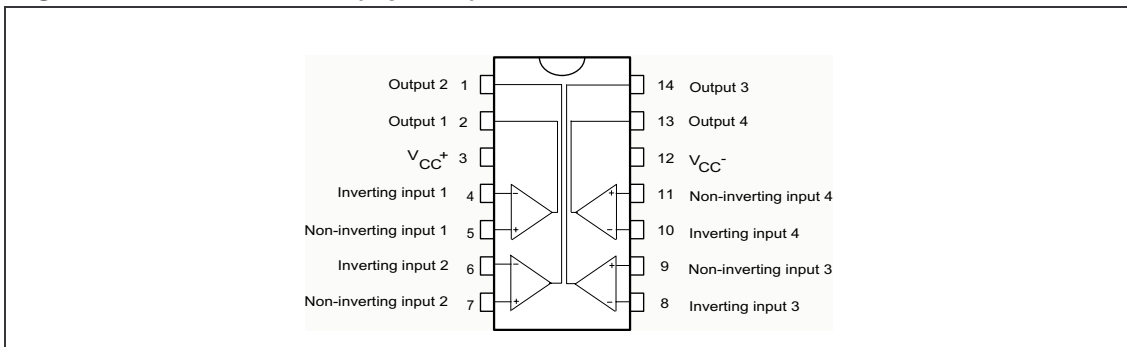 Output 2 1
Output 1 2
VCC+ 3
Inverting input 1 4
Non-inverting input 1 5
Inverting input 2 6
Non-inverting input 2 7
14 Output 3
13 Output 4
12 VCC-
11 Non-inverting input 4
10 Inverting input 4
9 Non-inverting input 3
8 Inverting input 3
- + - +
+ - + -